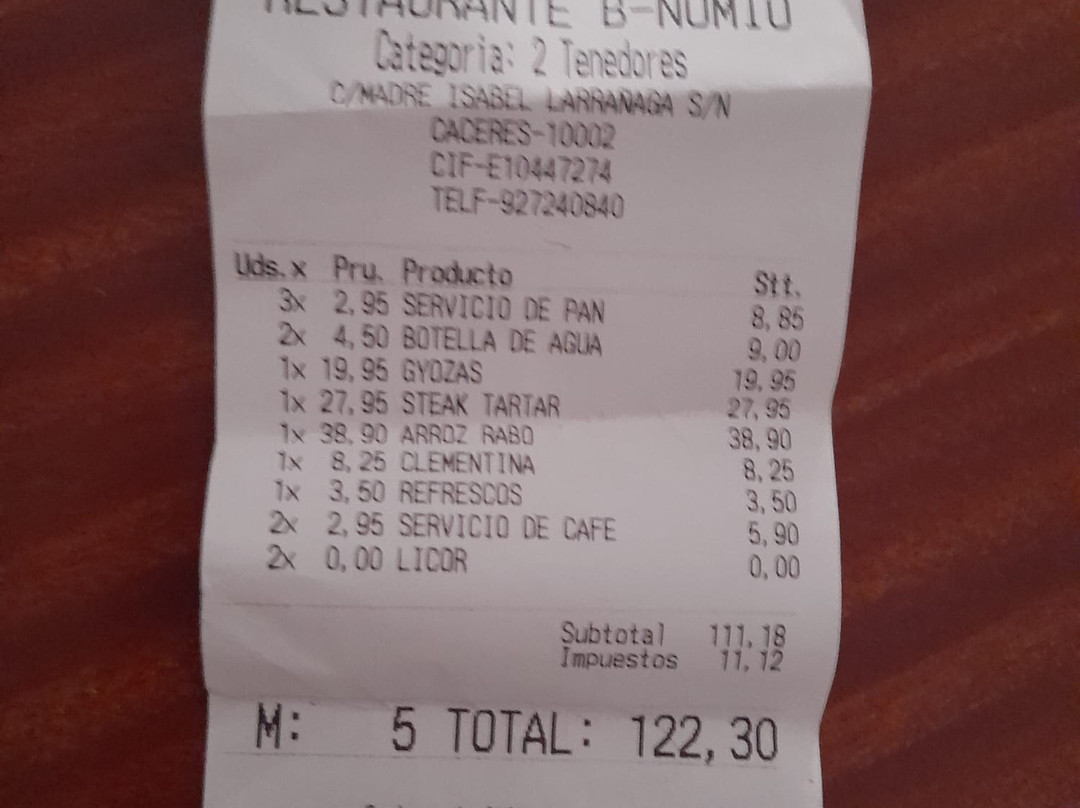 RESTAURANTE B-NOMIO
Categoria: 2 Tenedores
C/MADRE ISABEL LARRAÑAGA S/N
CACERES-10002
CIF-E10447274
TELF-927240840
Uds.x Pru. Producto Stt.
3x 2,95 SERVICIO DE PAN 8,85
2x 4,50 BOTELLA DE AGUA 9,00
1x 19,95 GYOZAS 19,95
1x 27,95 STEAK TARTAR 27,95
1x 38,90 ARROZ RABO 38,90
1x 8,25 CLEMENTINA 8,25
1x 3,50 REFRESCOS 3,50
2x 2,95 SERVICIO DE CAFE 5,90
2x 0,00 LICOR 0,00
Subtotal 111,18
Impuestos 11,12
M: 5 TOTAL: 122,30